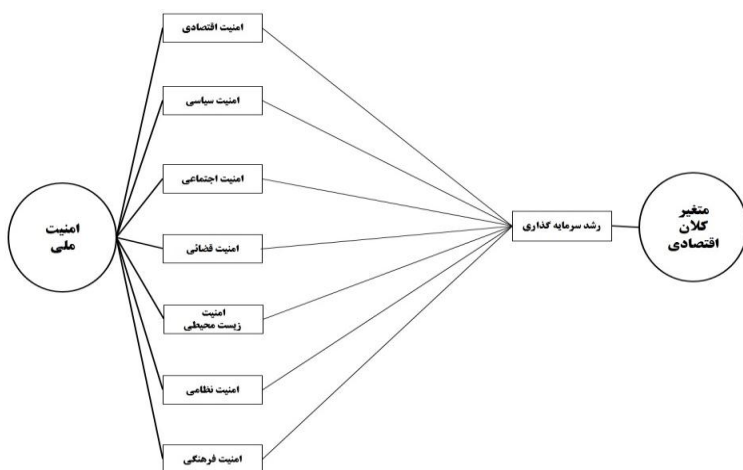 امنیت اقتصادی
امنیت سیاسی
امنیت اجتماعی
امنیت قضائی
امنیت
زیست محیطی
امنیت نظامی
امنیت فرهنگی
امنیت
ملی
رشد سرمایه گذاری
متغیر
کلان
اقتصادی